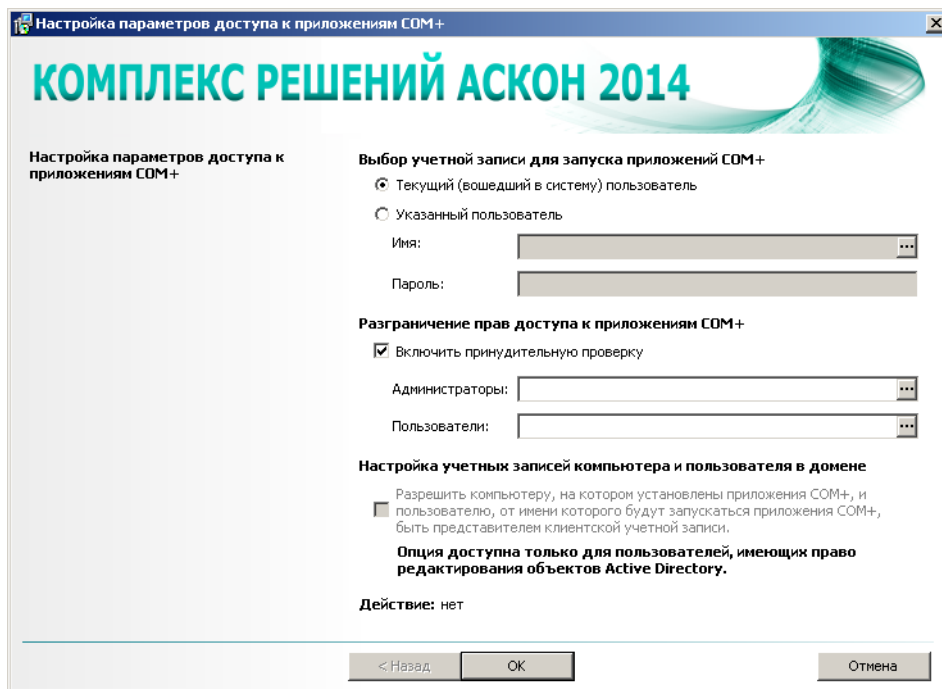 Настройка параметров доступа к приложениям COM+
КОМПЛЕКС РЕШЕНИЙ АСКОН 2014
Настройка параметров доступа к
приложениям COM+
Выбор учетной записи для запуска приложений COM+
Текущий (вошедший в систему) пользователь
Указанный пользователь
Имя:
...
Пароль:
Разграничение прав доступа к приложениям COM+
Включить принудительную проверку
Администраторы:
...
Пользователи:
...
Настройка учетных записей компьютера и пользователя в домене
Разрешить компьютеру, на котором установлены приложения COM+, и
пользователю, от имени которого будут запускаться приложения COM+,
быть представителем клиентской учетной записи.
Опция доступна только для пользователей, имеющих право
редактирования объектов Active Directory.
Действие: нет
< Назад
OK
Отмена